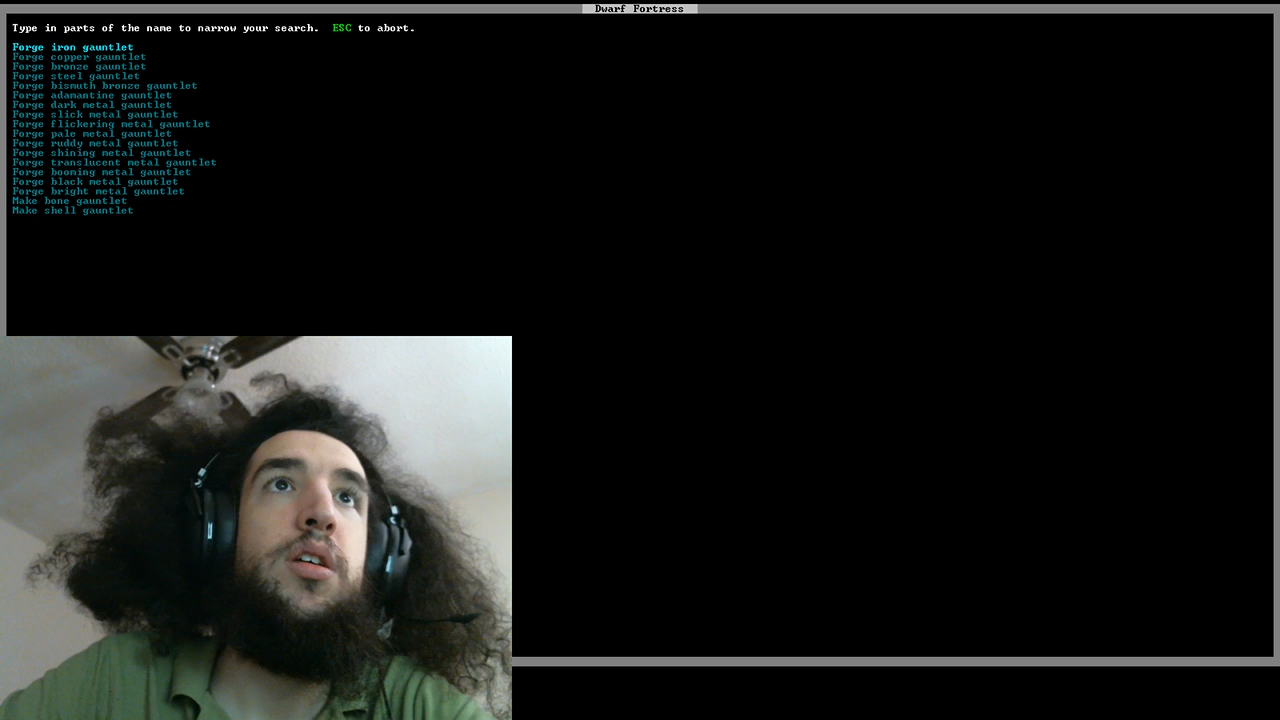 Dwarf Fortress
Type in parts of the name to narrow your search.  ESC to abort.
Forge iron gauntlet
Forge copper gauntlet
Forge bronze gauntlet
Forge steel gauntlet
Forge bismuth bronze gauntlet
Forge adamantine gauntlet
Forge dark metal gauntlet
Forge slick metal gauntlet
Forge flickering metal gauntlet
Forge pale metal gauntlet
Forge ruddy metal gauntlet
Forge shining metal gauntlet
Forge translucent metal gauntlet
Forge booming metal gauntlet
Forge black metal gauntlet
Forge bright metal gauntlet
Make bone gauntlet
Make shell gauntlet